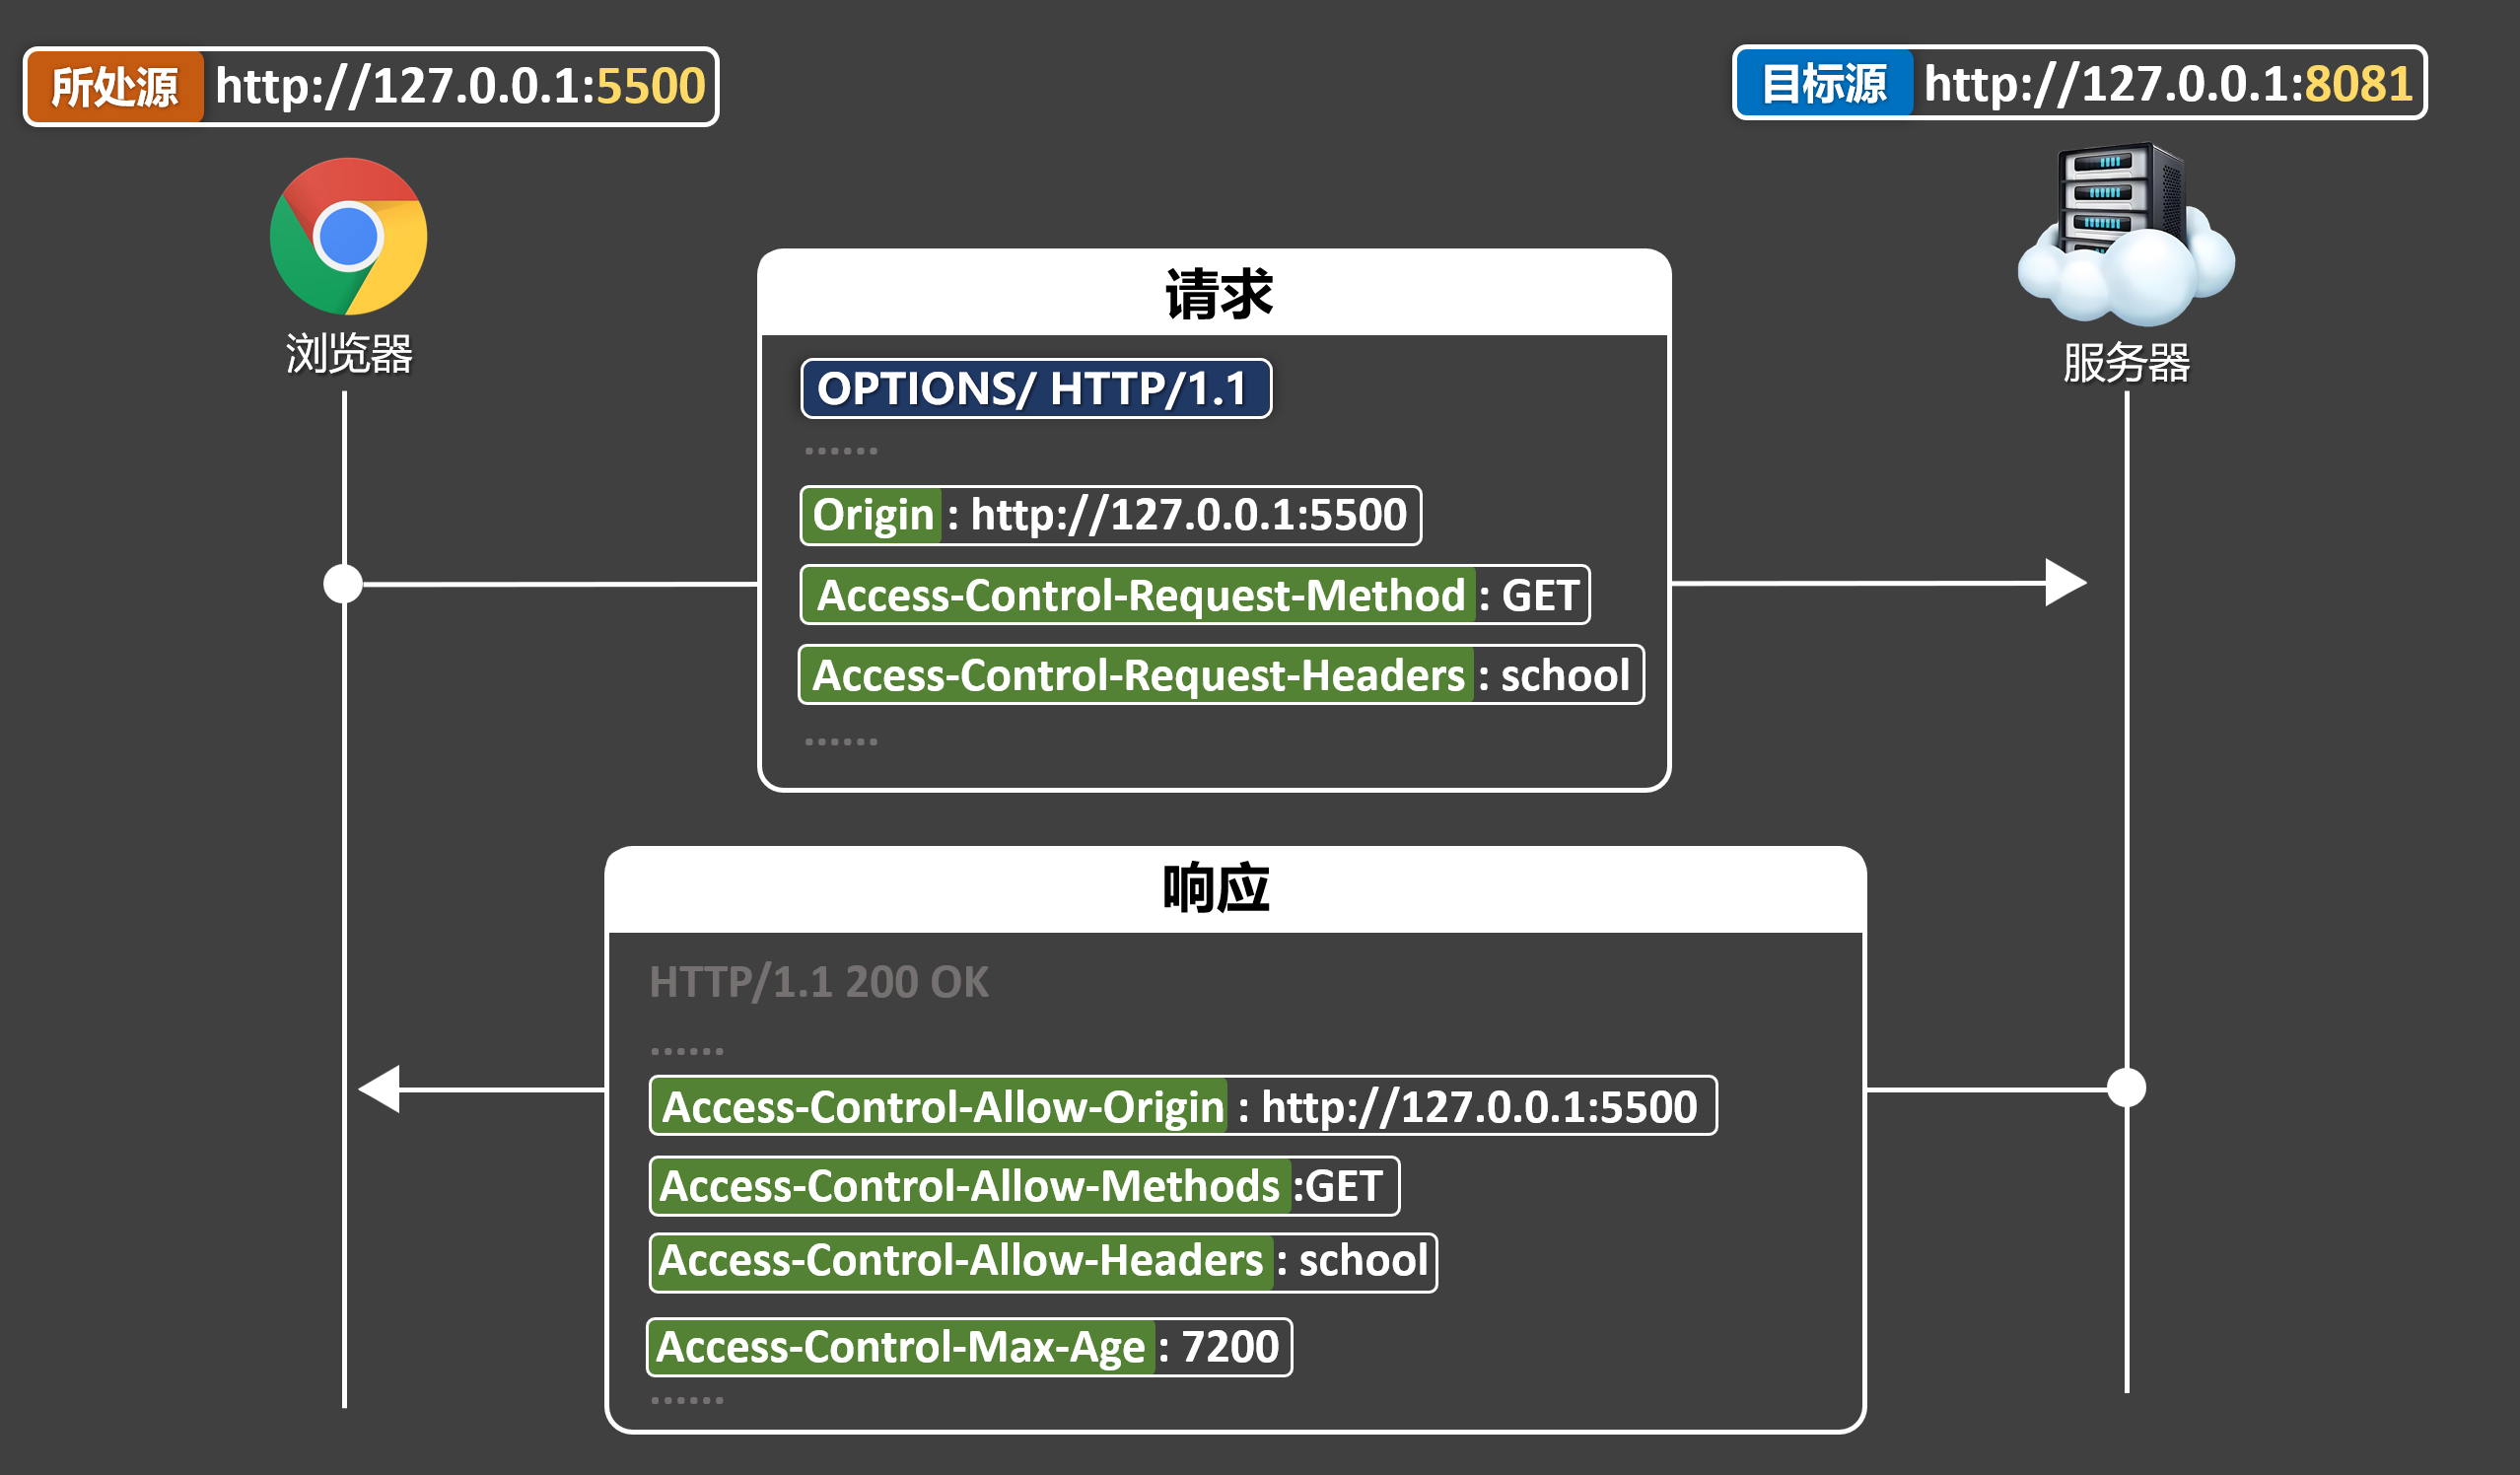 所处源 http://127.0.0.1:5500
目标源 http://127.0.0.1:8081
浏览器
服务器
请求
OPTIONS/ HTTP/1.1
......
Origin : http://127.0.0.1:5500
Access-Control-Request-Method : GET
Access-Control-Request-Headers : school
......
响应
HTTP/1.1 200 OK
......
Access-Control-Allow-Origin : http://127.0.0.1:5500
Access-Control-Allow-Methods :GET
Access-Control-Allow-Headers : school
Access-Control-Max-Age : 7200
......